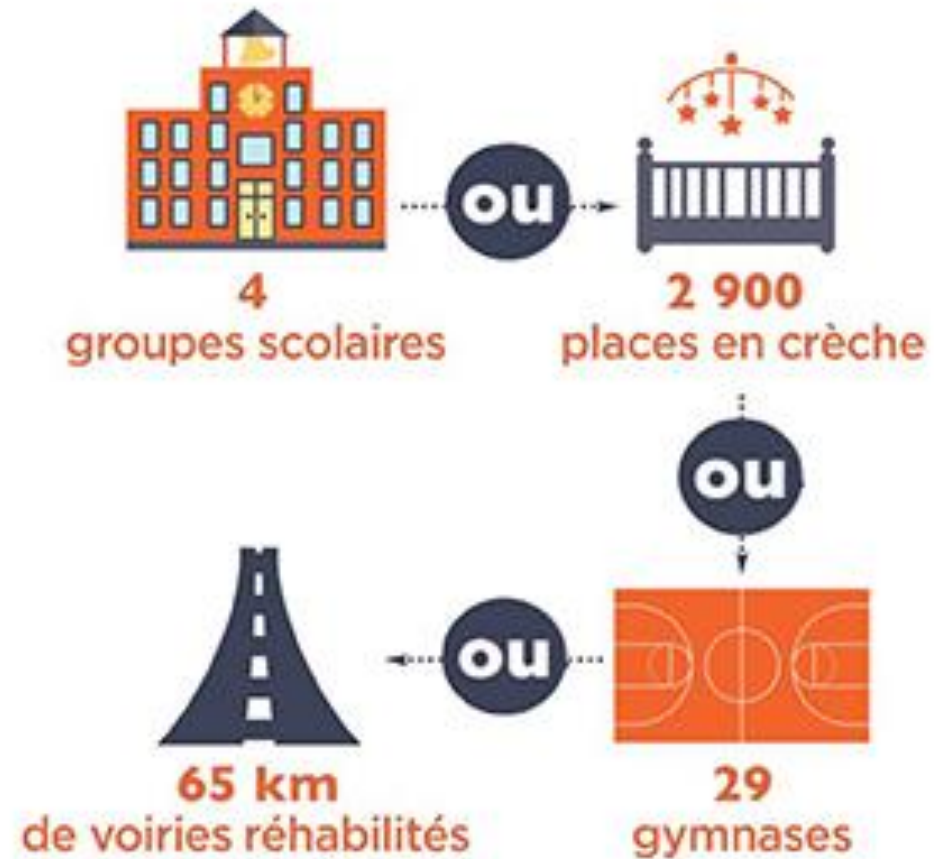 4
groupes scolaires
ou
2 900
places en crèche
ou
29
gymnases
ou
65 km
de voiries réhabilités